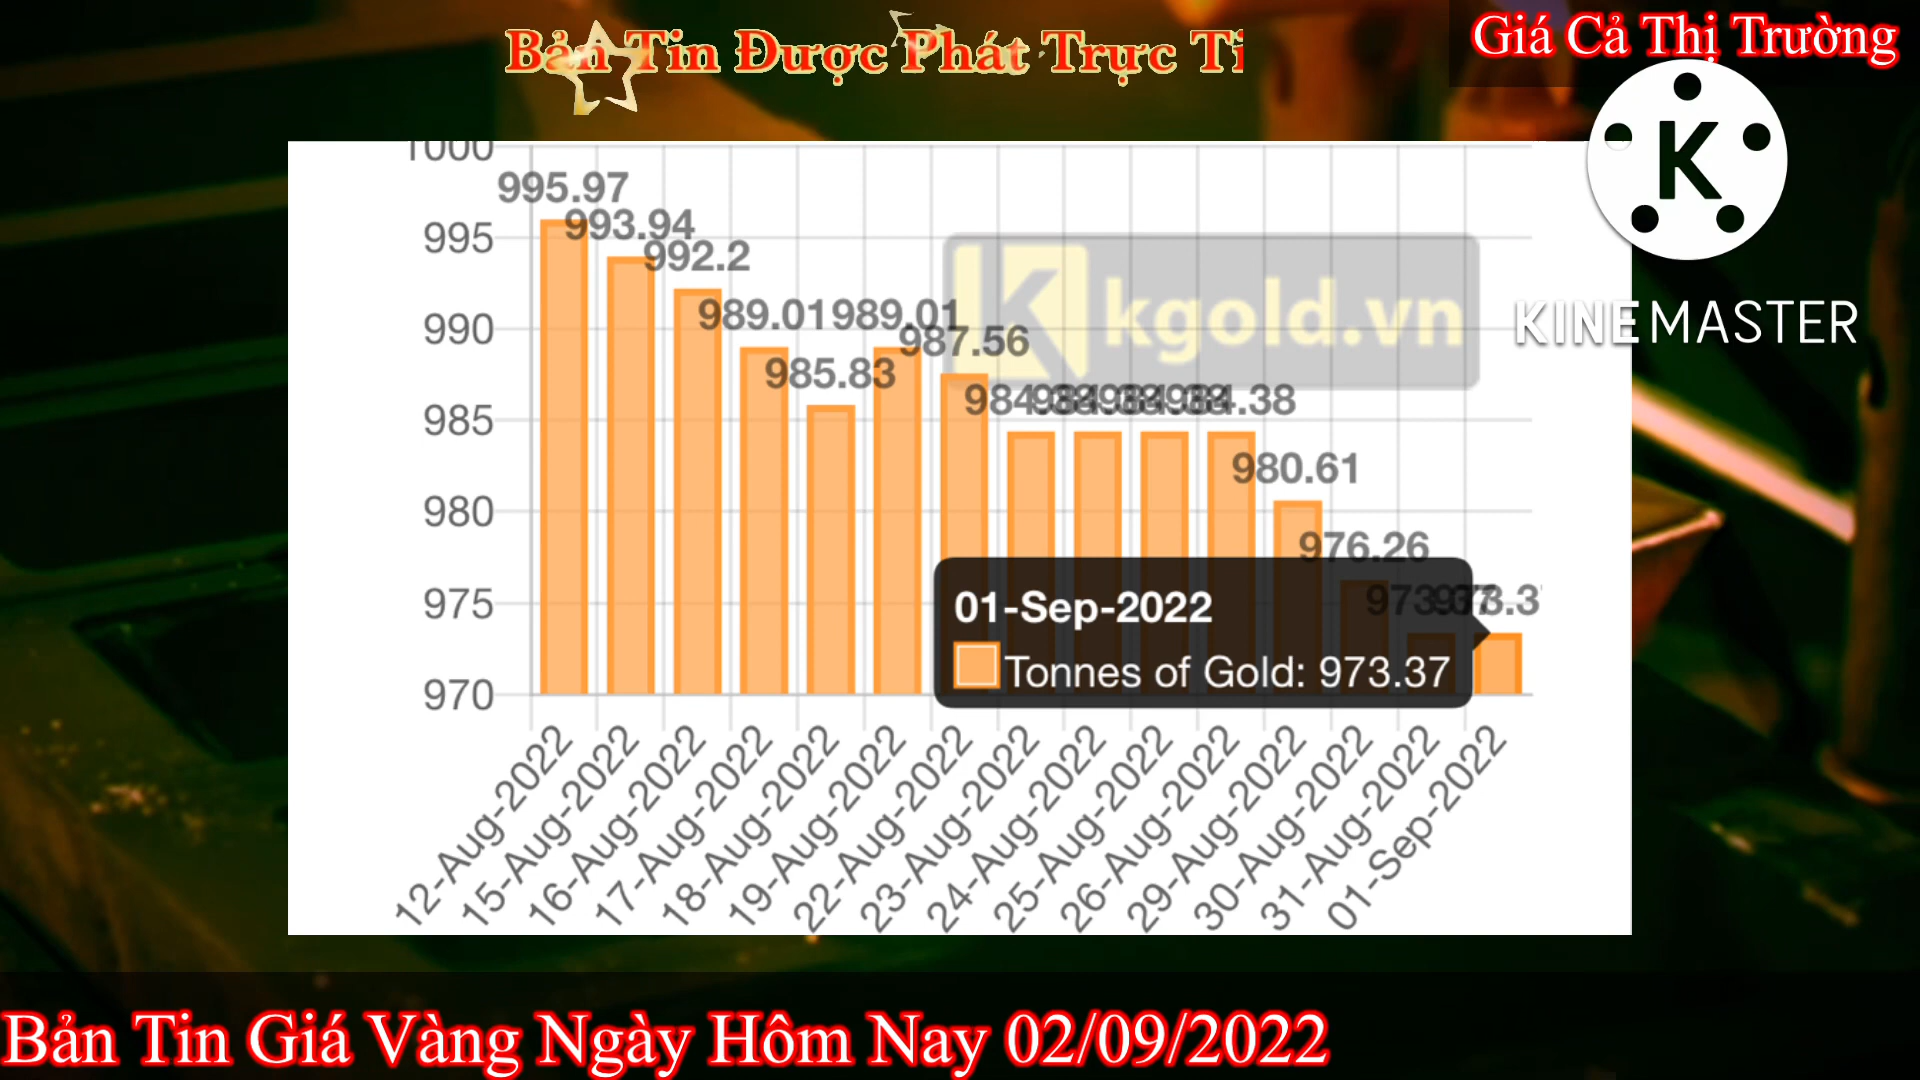 Bản Tin Được Phát Trực Ti
Giá Cả Thị Trường
K
KINEMASTER
1000
995
990
985
980
975
970
995.97
993.94
992.2
989.01
985.83
989.01
987.56
984.38
980.61
976.26
kgold.vn
01-Sep-2022
Tonnes of Gold: 973.37
12-Aug-2022
15-Aug-2022
16-Aug-2022
17-Aug-2022
18-Aug-2022
19-Aug-2022
22-Aug-2022
23-Aug-2022
24-Aug-2022
25-Aug-2022
26-Aug-2022
29-Aug-2022
30-Aug-2022
31-Aug-2022
01-Sep-2022
Bản Tin Giá Vàng Ngày Hôm Nay 02/09/2022